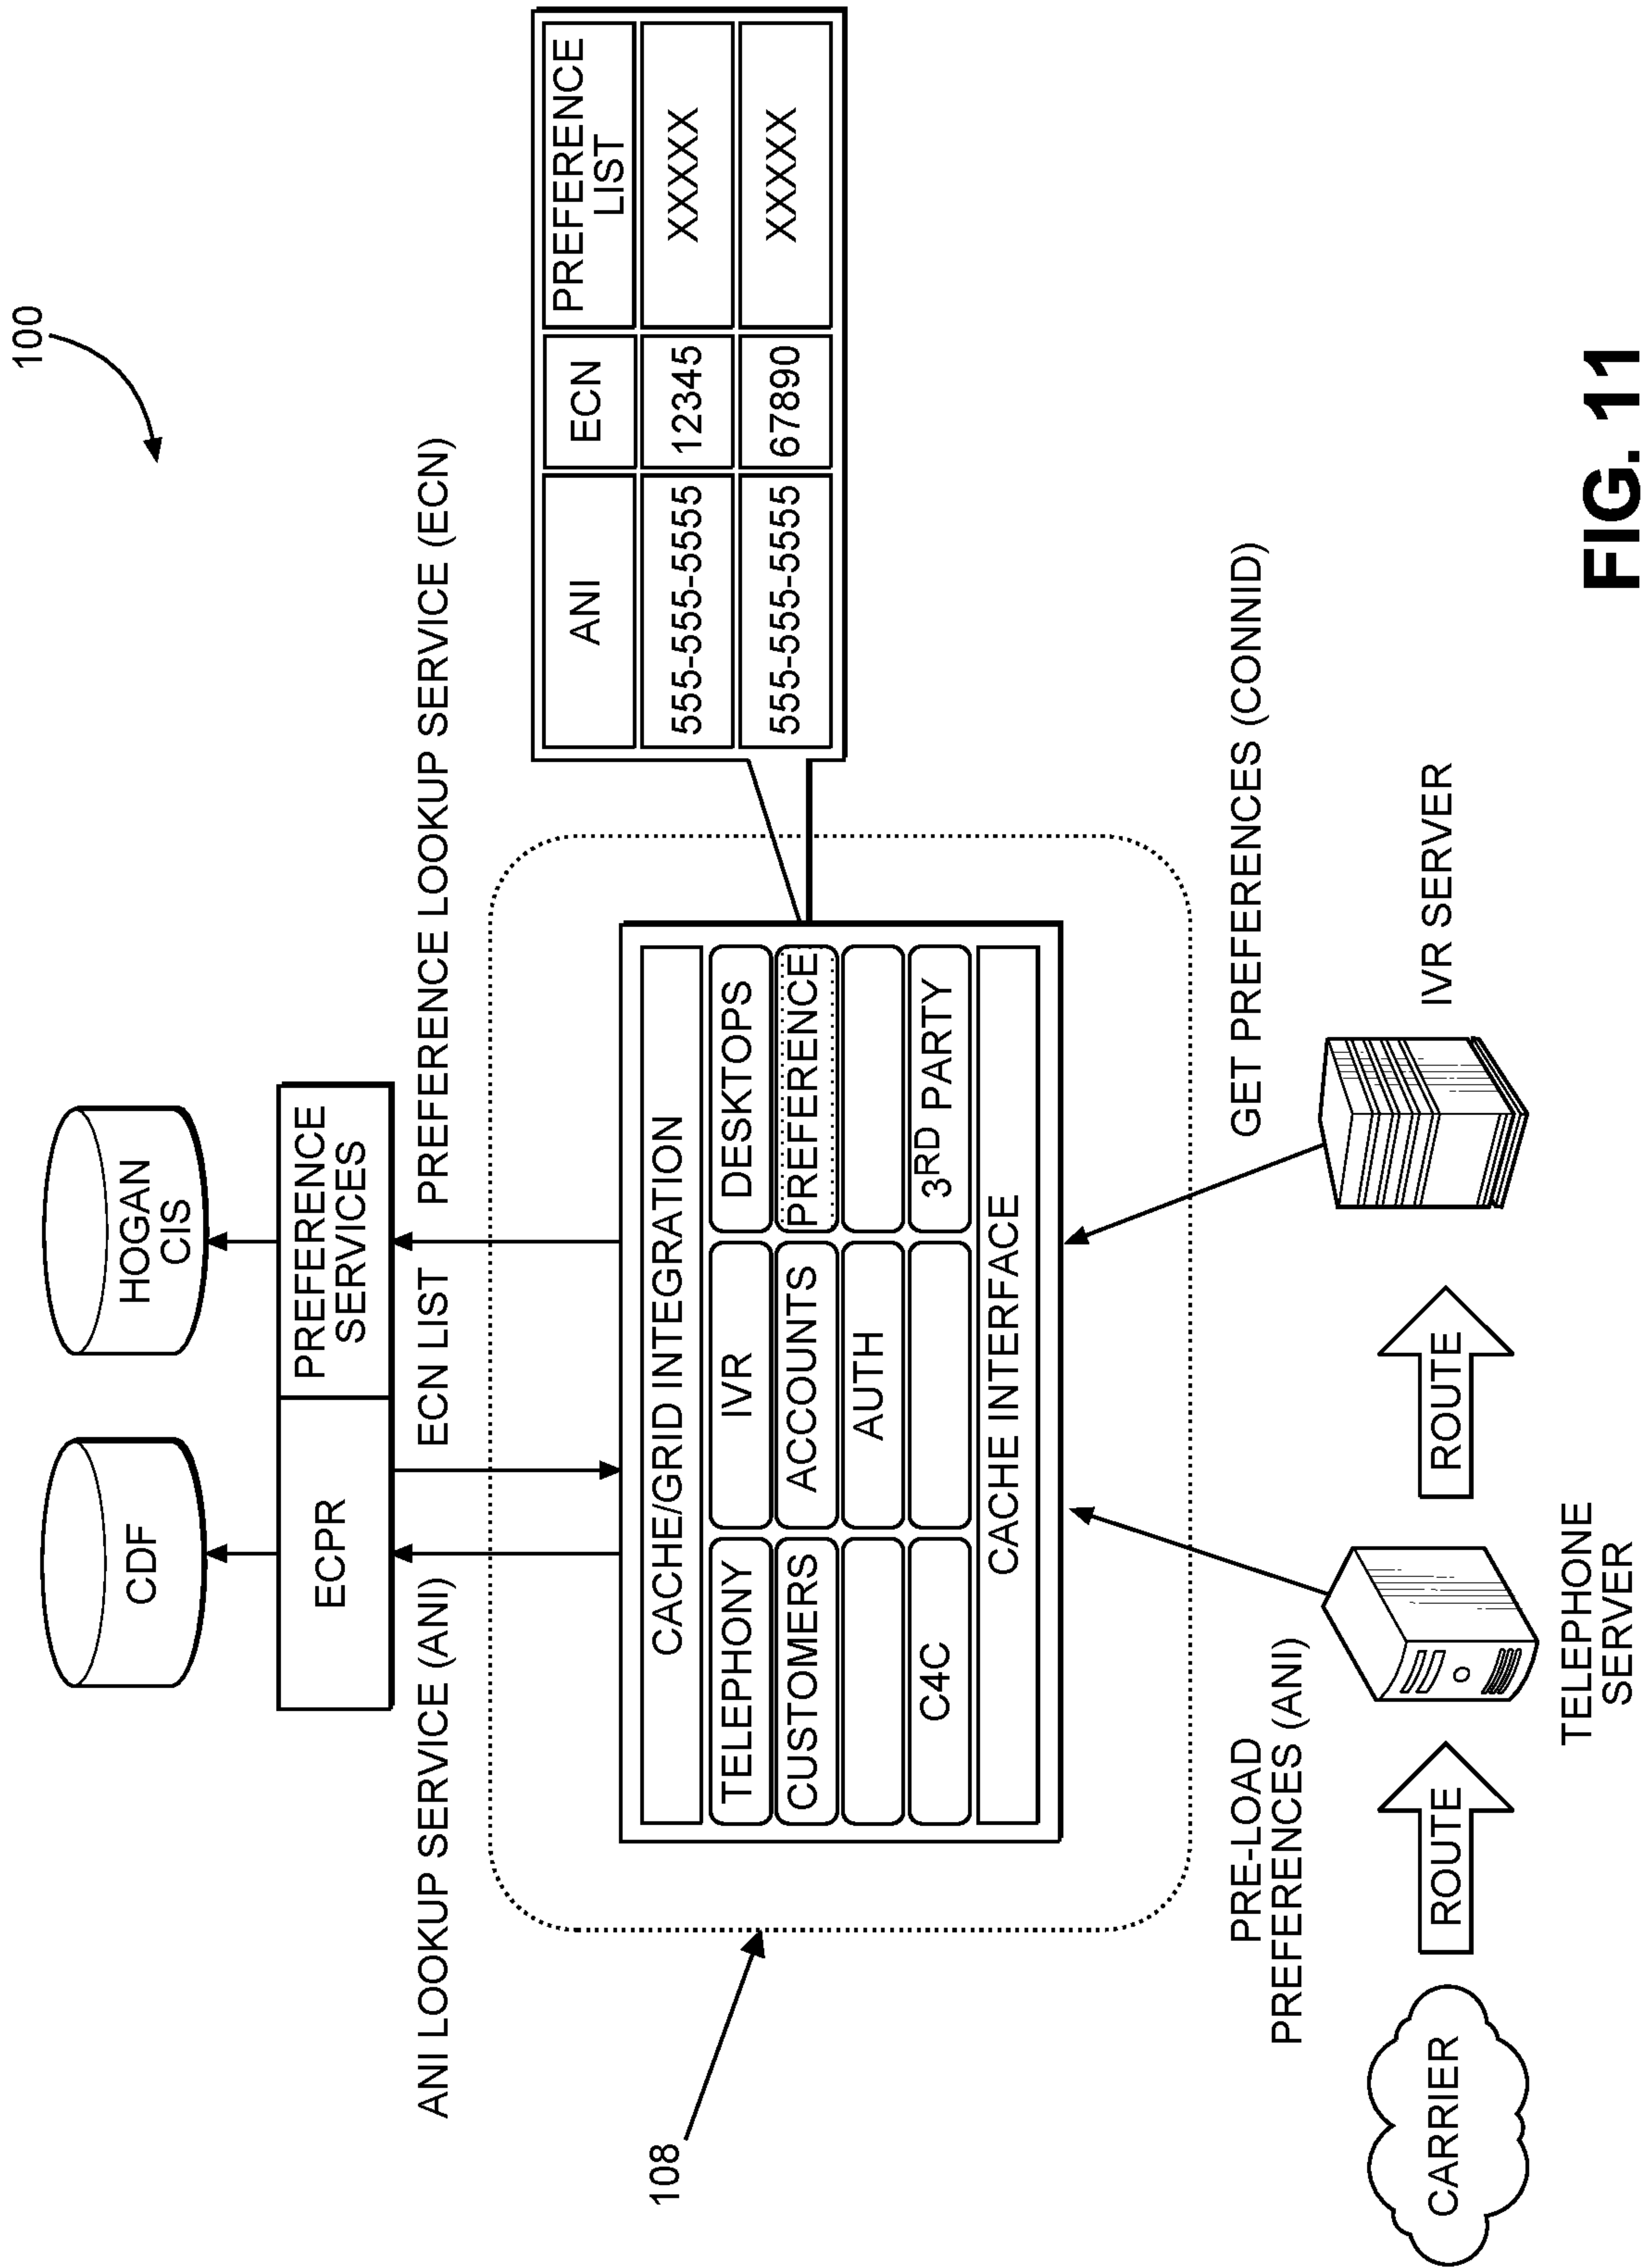 100
CDF
HOGAN
CIS
ECPR
PREFERENCE
SERVICES
ANI LOOKUP SERVICE (ANI)
ECN LIST
PREFERENCE LOOKUP SERVICE (ECN)
ANI
ECN
PREFERENCE
LIST
555-555-5555
12345
XXXXX
555-555-5555
67890
XXXXX
108
CACHE/GRID INTEGRATION
TELEPHONY
IVR
DESKTOPS
CUSTOMERS
ACCOUNTS
PREFERENCE
AUTH
C4C
3RD PARTY
CACHE INTERFACE
PRE-LOAD
PREFERENCES (ANI)
GET PREFERENCES (CONNID)
CARRIER
ROUTE
TELEPHONE
SERVER
ROUTE
IVR SERVER
FIG. 11